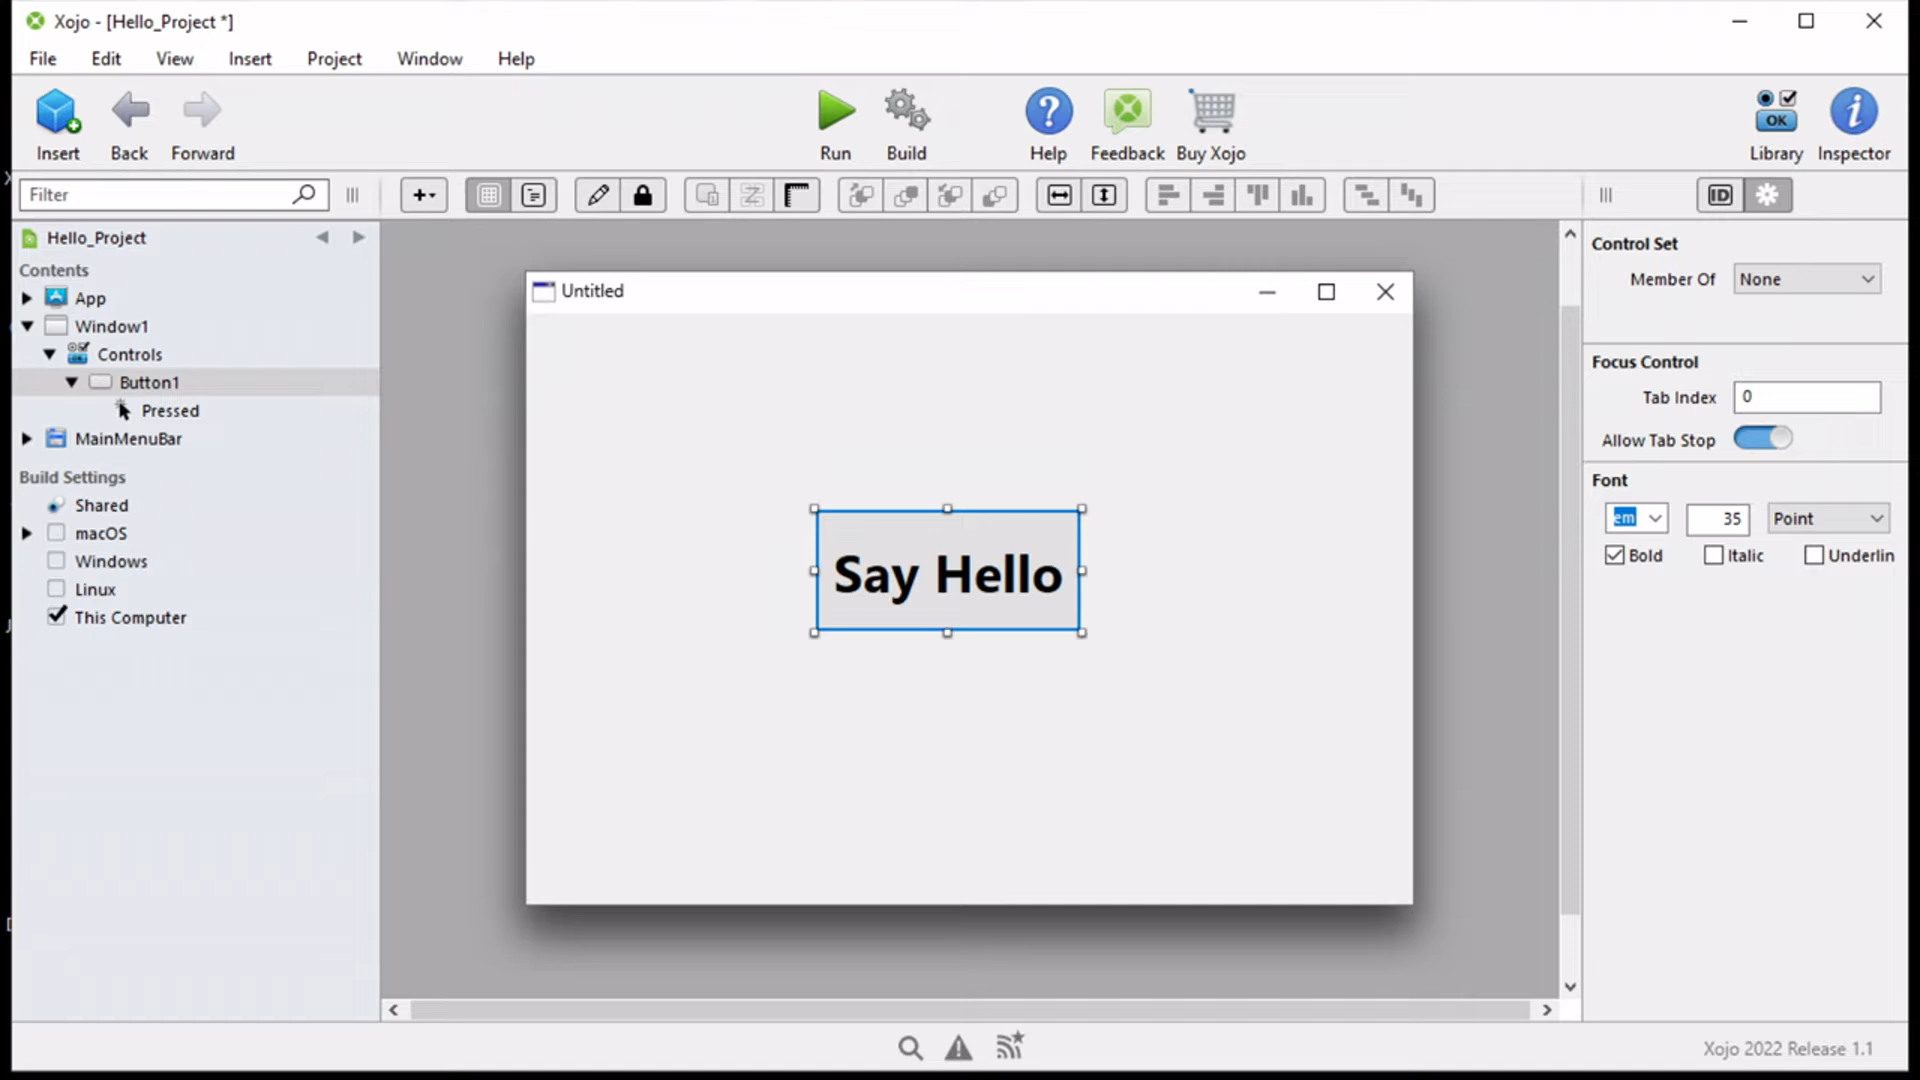 Xojo - [Hello_Project *]
File Edit View Insert Project Window Help
Insert Back Forward Run Build Help Feedback Buy Xojo OK Library Inspector
Filter ID
Hello_Project
Contents
App
Window1
Controls
Button1
Pressed
MainMenuBar
Build Settings
Shared
macOS
Windows
Linux
This Computer
Untitled
Say Hello
Control Set
Member Of None
Focus Control
Tab Index 0
Allow Tab Stop
Font
em 35 Point
Bold Italic Underlin
Xojo 2022 Release 1.1